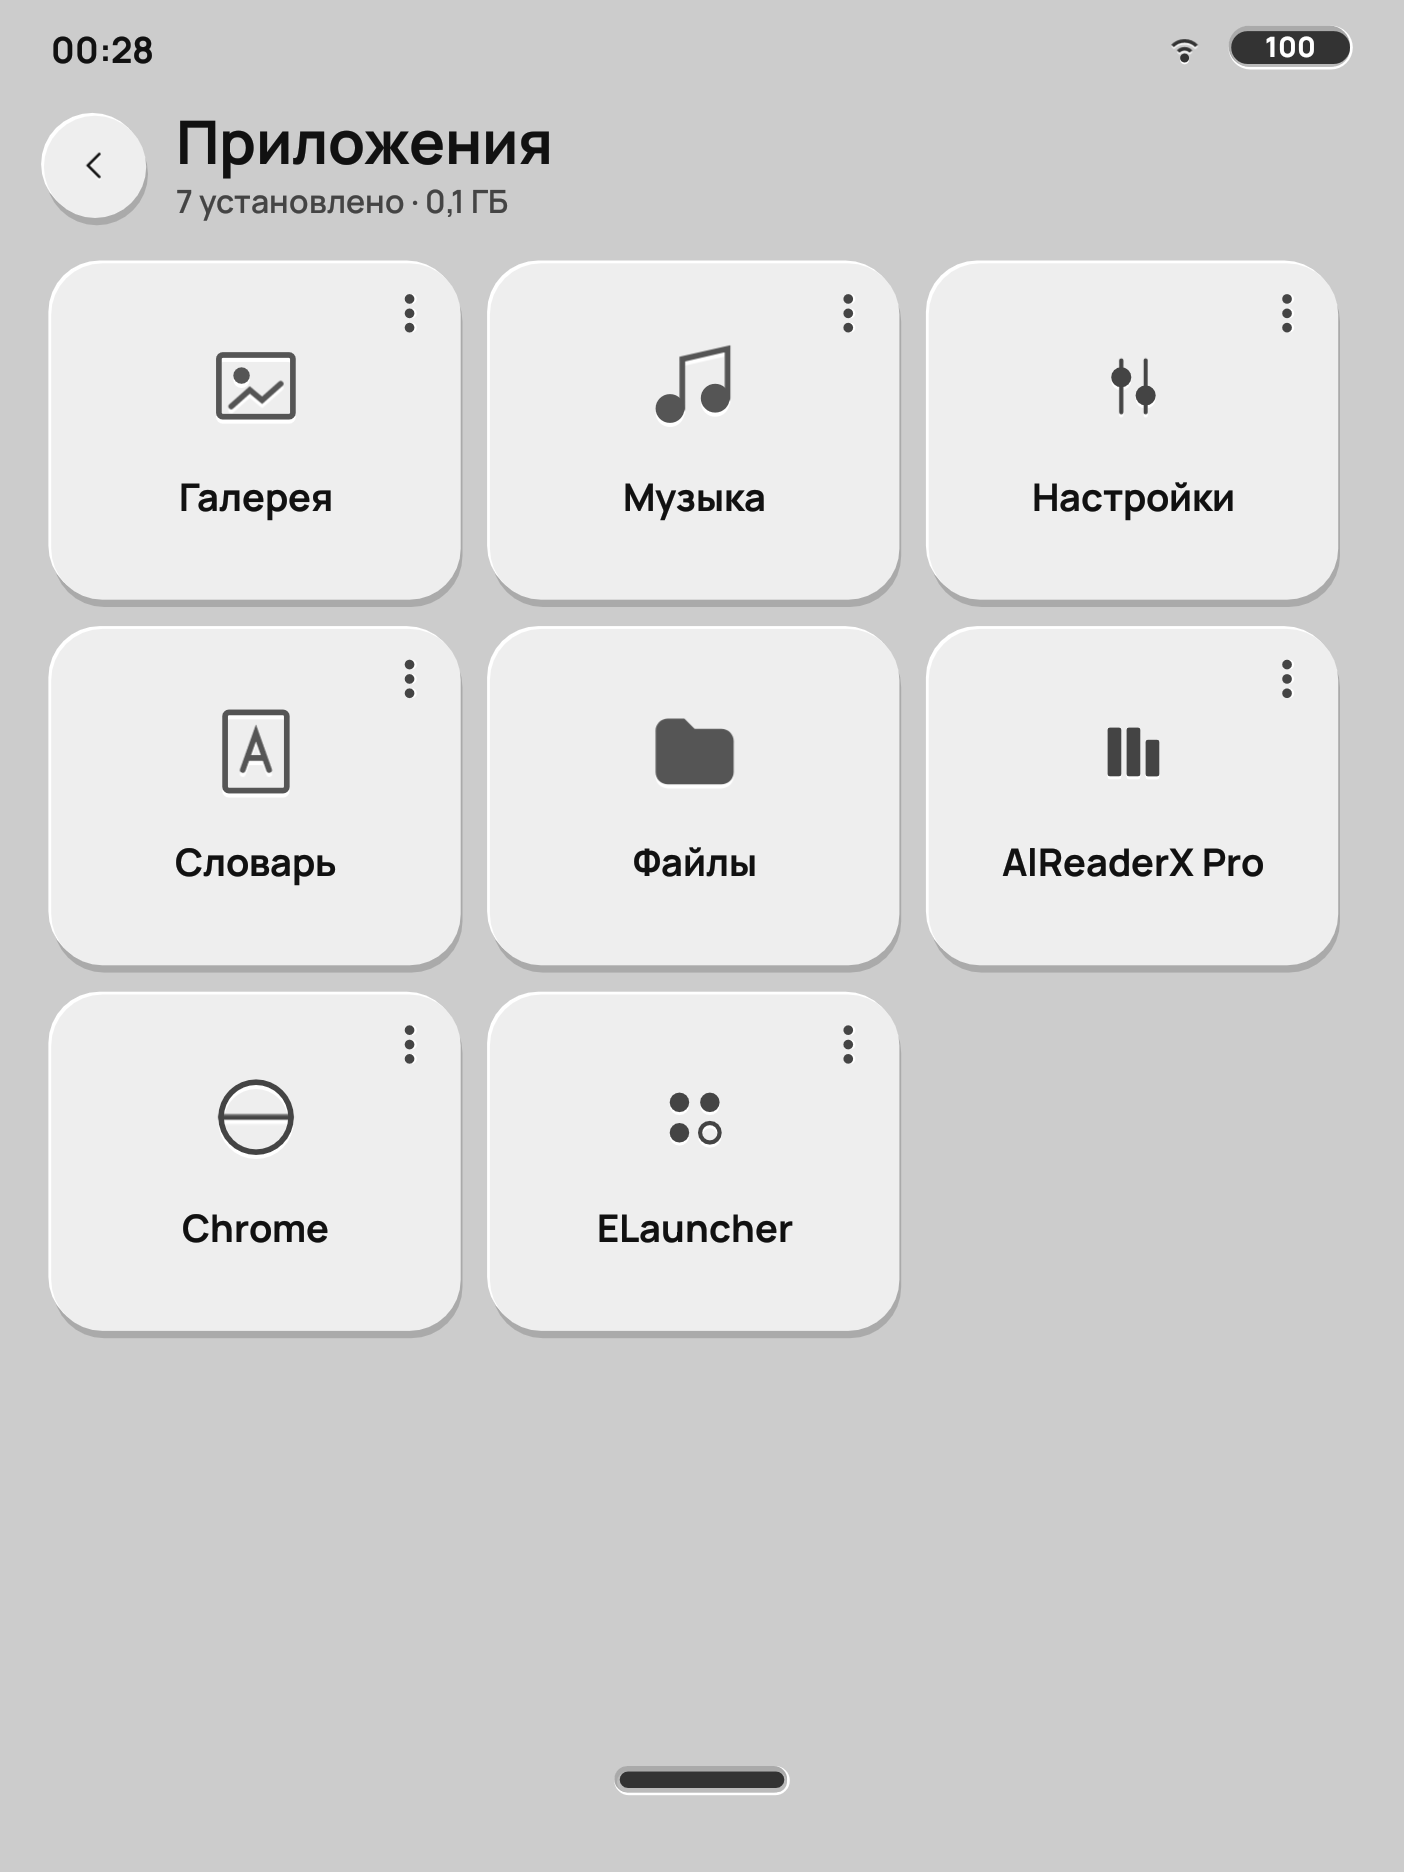 00:28
100
Приложения
7 установлено · 0,1 ГБ
Галерея
Музыка
Настройки
Словарь
Файлы
AlReaderX Pro
Chrome
ELauncher